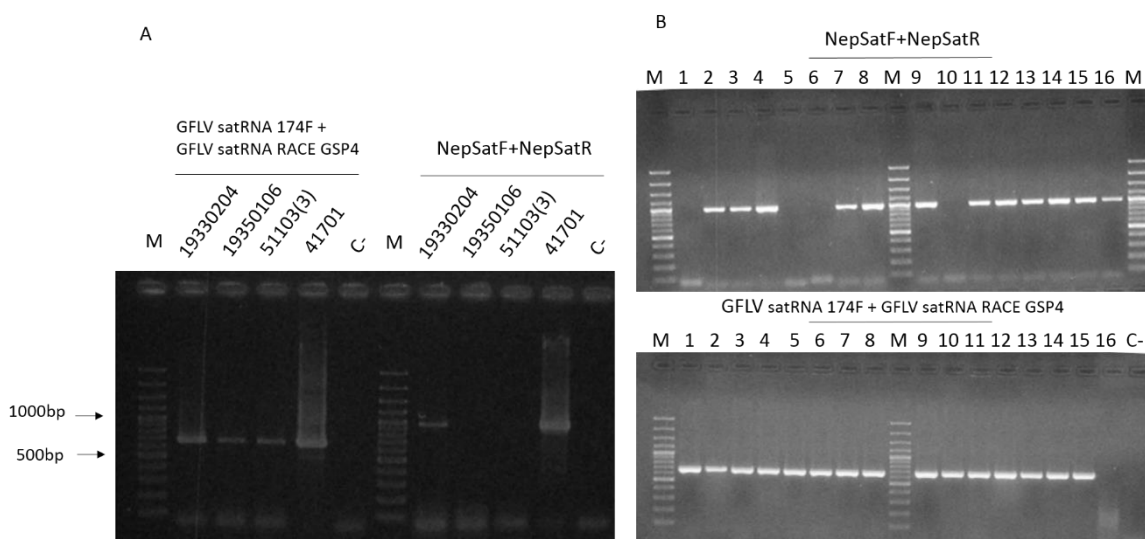 A
GFLV satRNA 174F +
GFLV satRNA RACE GSP4
NepSatF+NepSatR
M 19330204 19350106 51103(3) 41701 C- M 19330204 19350106 51103(3) 41701 C-
1000bp
500bp
B
NepSatF+NepSatR
M 1 2 3 4 5 6 7 8 M 9 10 11 12 13 14 15 16 M
GFLV satRNA 174F + GFLV satRNA RACE GSP4
M 1 2 3 4 5 6 7 8 M 9 10 11 12 13 14 15 16 C-